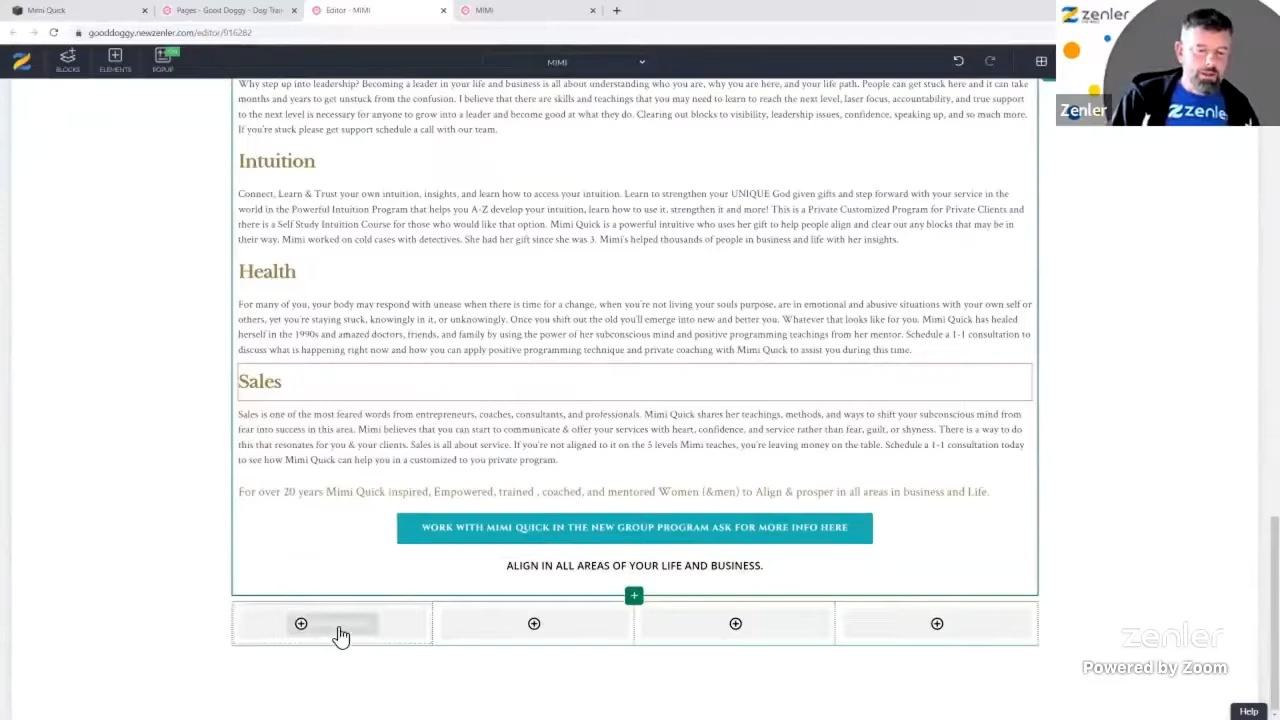 Mimi Quick
Pages - Good Doggy - Dog Train
Editor - MIMI
MIMI
gooddoggy.newzenler.com/editor/916282
BLOCKS
ELEMENTS
POPUP
MIMI
zenler
zenler
Zenler
Why step up into leadership? Becoming a leader in your life and business is all about understanding who you are, why you are here, and your life path. People can get stuck here and it can take
months and years to get unstuck from the confusion. I believe that there are skills and teachings that you may need to learn to reach the next level, laser focus, accountability, and true support
to the next level is necessary for anyone to grow into a leader and become good at what they do. Clearing out blocks to visibility, leadership issues, confidence, speaking up, and so much more.
If you're stuck please get support schedule a call with our team.
Intuition
Connect, Learn & Trust your own intuition, insights, and learn how to access your intuition. Learn to strengthen your UNIQUE God given gifts and step forward with your service in the
world in the Powerful Intuition Program that helps you A-Z develop your intuition, learn how to use it, strengthen it and more! This is a Private Customized Program for Private Clients and
there is a Self Study Intuition Course for those who would like that option. Mimi Quick is a powerful intuitive who uses her gift to help people align and clear out any blocks that may be in
their way. Mimi worked on cold cases with detectives. She had her gift since she was 3. Mimi's helped thousands of people in business and life with her insights.
Health
For many of you, your body may respond with unease when there is time for a change, when you're not living your souls purpose, are in emotional and abusive situations with your own self or
others, yet you're staying stuck, knowingly in it, or unknowingly. Once you shift out the old you'll emerge into new and better you. Whatever that looks like for you. Mimi Quick has healed
herself in the 1990s and amazed doctors, friends, and family by using the power of her subconscious mind and positive programming teachings from her mentor. Schedule a 1-1 consultation to
discuss what is happening right now and how you can apply positive programming technique and private coaching with Mimi Quick to assist you during this time.
Sales
Sales is one of the most feared words from entrepreneurs, coaches, consultants, and professionals. Mimi Quick shares her teachings, methods, and ways to shift your subconscious mind from
fear into success in this area. Mimi believes that you can start to communicate & offer your services with heart, confidence, and service rather than fear, guilt, or shyness. There is a way to do
this that resonates for you & your clients. Sales is all about service. If you're not aligned to it on the 5 levels Mimi teaches, you're leaving money on the table. Schedule a 1-1 consultation today
to see how Mimi Quick can help you in a customized to you private program.
For over 20 years Mimi Quick inspired, Empowered, trained , coached, and mentored Women (&men) to Align & prosper in all areas in business and Life.
WORK WITH MIMI QUICK IN THE NEW GROUP PROGRAM ASK FOR MORE INFO HERE
ALIGN IN ALL AREAS OF YOUR LIFE AND BUSINESS.
zenler
Powered by Zoom
Help